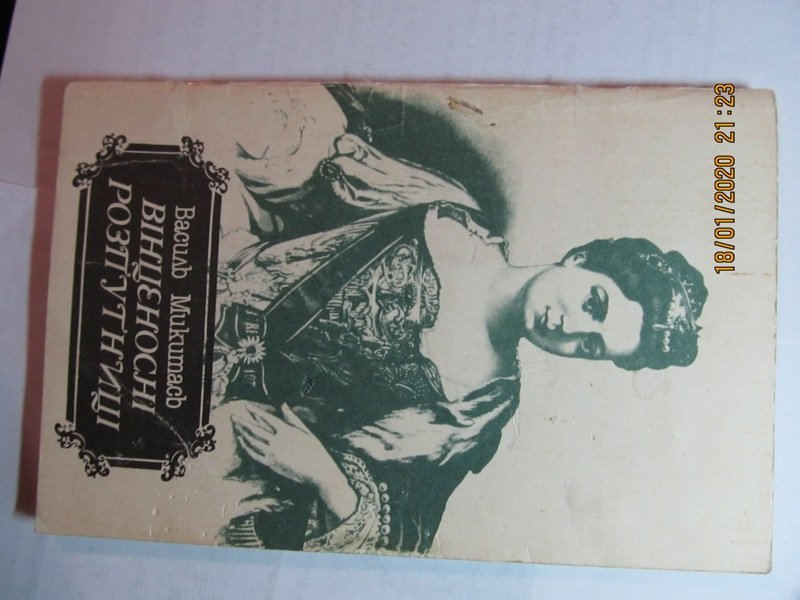 Василь Микитась
ВІНЦЕНОСНІ
РОЗПУТНИЦІ
18/01/2020 21:23